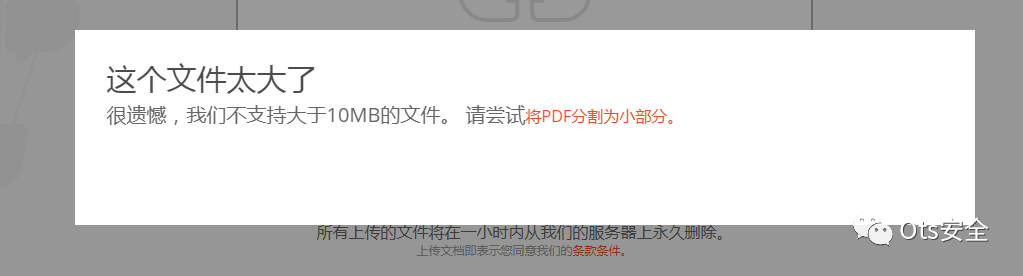 这个文件太大了
很遗憾，我们不支持大于10MB的文件。 请尝试将PDF分割为小部分。
所有上传的文件将在一小时内从我们的服务器上永久删除。
上传文档即表示您同意我们的条款条件。
Ots安全